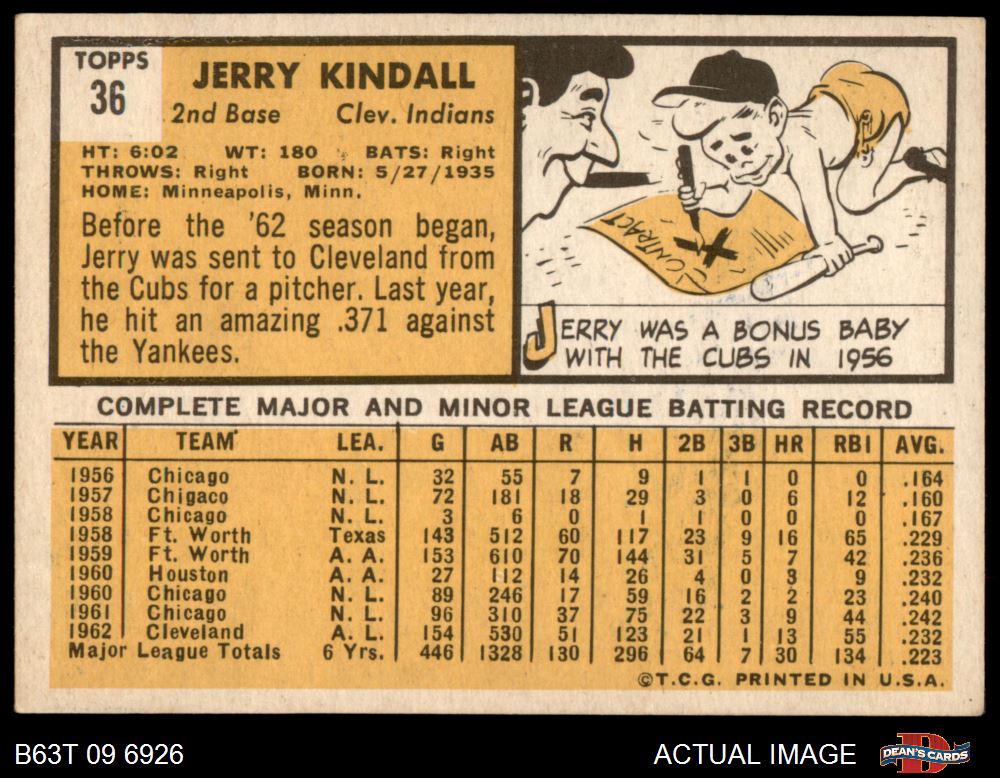 TOPPS
36
JERRY KINDALL
2nd Base Clev. Indians
HT: 6:02 WT: 180 BATS: Right
THROWS: Right BORN: 5/27/1935
HOME: Minneapolis, Minn.
Before the '62 season began,
Jerry was sent to Cleveland from
the Cubs for a pitcher. Last year,
he hit an amazing .371 against
the Yankees.
CONTRACT
X
JERRY WAS A BONUS BABY
WITH THE CUBS IN 1956
COMPLETE MAJOR AND MINOR LEAGUE BATTING RECORD
YEAR TEAM LEA. G AB R H 2B 3B HR RBI AVG.
1956 Chicago N. L. 32 55 7 9 1 1 0 0 .164
1957 Chigaco N. L. 72 181 18 29 3 0 6 12 .160
1958 Chicago N. L. 3 6 0 1 1 0 0 0 .167
1958 Ft. Worth Texas 143 512 60 117 23 9 16 65 .229
1959 Ft. Worth A. A. 153 610 70 144 31 5 7 42 .236
1960 Houston A. A. 27 112 14 26 4 0 3 9 .232
1960 Chicago N. L. 89 246 17 59 16 2 2 23 .240
1961 Chicago N. L. 96 310 37 75 22 3 9 44 .242
1962 Cleveland A. L. 154 530 51 123 21 1 13 55 .232
Major League Totals 6 Yrs. 446 1328 130 296 64 7 30 134 .223
©T.C.G. PRINTED IN U.S.A.
B63T 09 6926 ACTUAL IMAGE DEAN'S CARDS